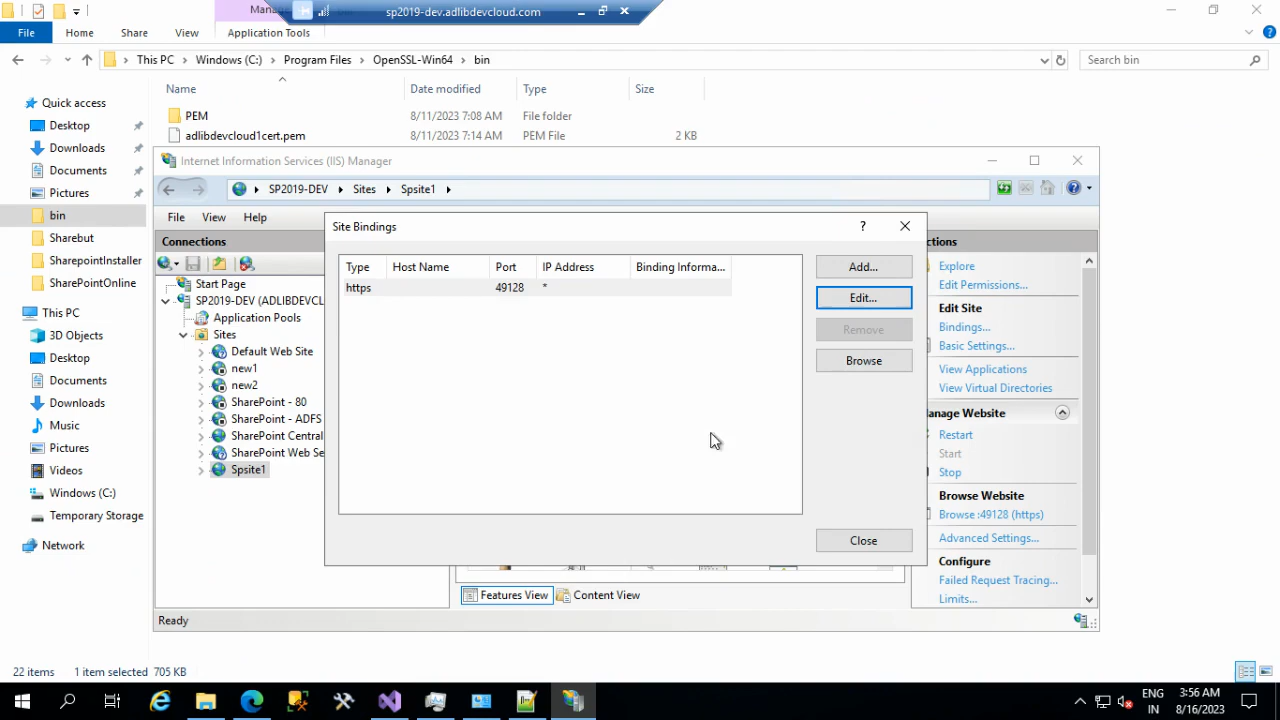 Mana
sp2019-dev.adlibdevcloud.com
File
Home
Share
View
Application Tools
This PC
Windows (C:)
Program Files
OpenSSL-Win64
bin
Search bin
Name
Date modified
Type
Size
Quick access
Desktop
Downloads
Documents
Pictures
bin
Sharebut
SharepointInstaller
SharePointOnline
This PC
3D Objects
Desktop
Documents
Downloads
Music
Pictures
Videos
Windows (C:)
Temporary Storage
Network
PEM
8/11/2023 7:08 AM
File folder
adlibdevcloud1cert.pem
8/11/2023 7:14 AM
PEM File
2 KB
Internet Information Services (IIS) Manager
SP2019-DEV
Sites
Spsite1
File
View
Help
Connections
Start Page
SP2019-DEV (ADLIBDEVCL
Application Pools
Sites
Default Web Site
new1
new2
SharePoint - 80
SharePoint - ADFS
SharePoint Central
SharePoint Web Se
Spsite1
Site Bindings
?
Type
Host Name
Port
IP Address
Binding Informa...
https
49128
*
Add...
Edit...
Remove
Browse
Close
ctions
Explore
Edit Permissions...
Edit Site
Bindings...
Basic Settings...
View Applications
View Virtual Directories
anage Website
Restart
Start
Stop
Browse Website
Browse :49128 (https)
Advanced Settings...
Configure
Failed Request Tracing...
Limits...
Features View
Content View
Ready
22 items
1 item selected
705 KB
ENG
IN
3:56 AM
8/16/2023